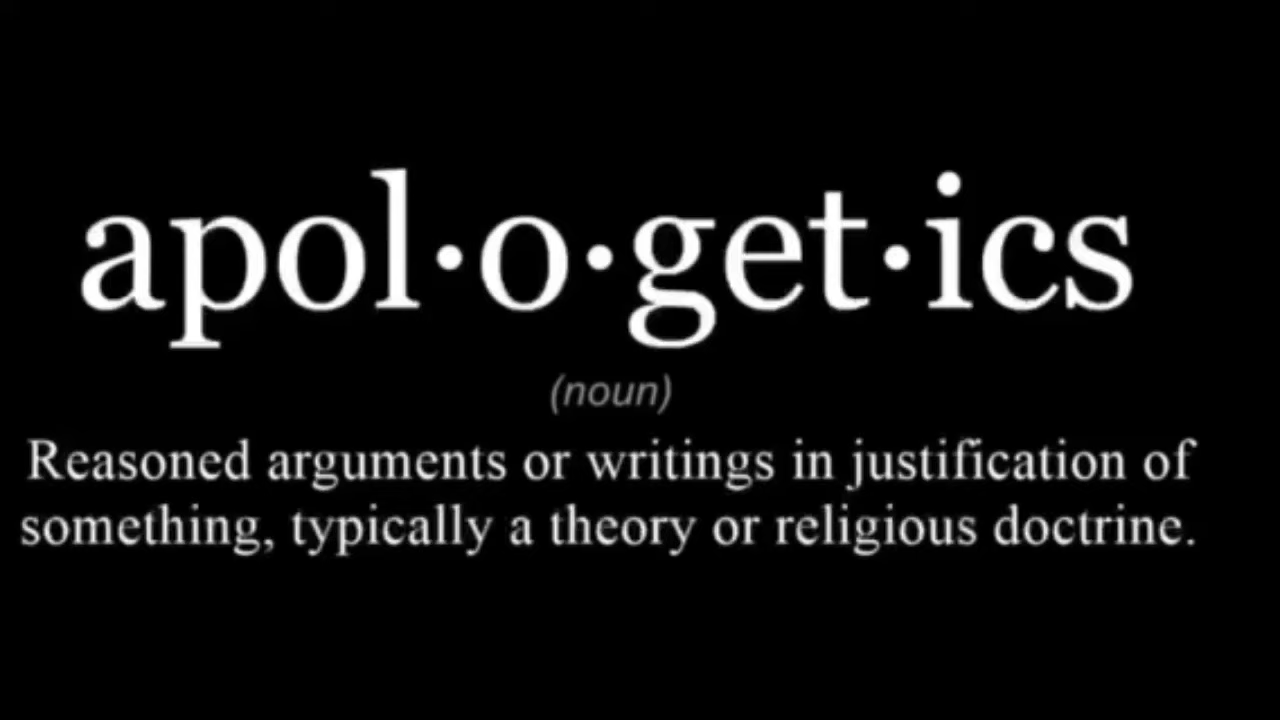 apol·o·get·ics
(noun)
Reasoned arguments or writings in justification of
something, typically a theory or religious doctrine.